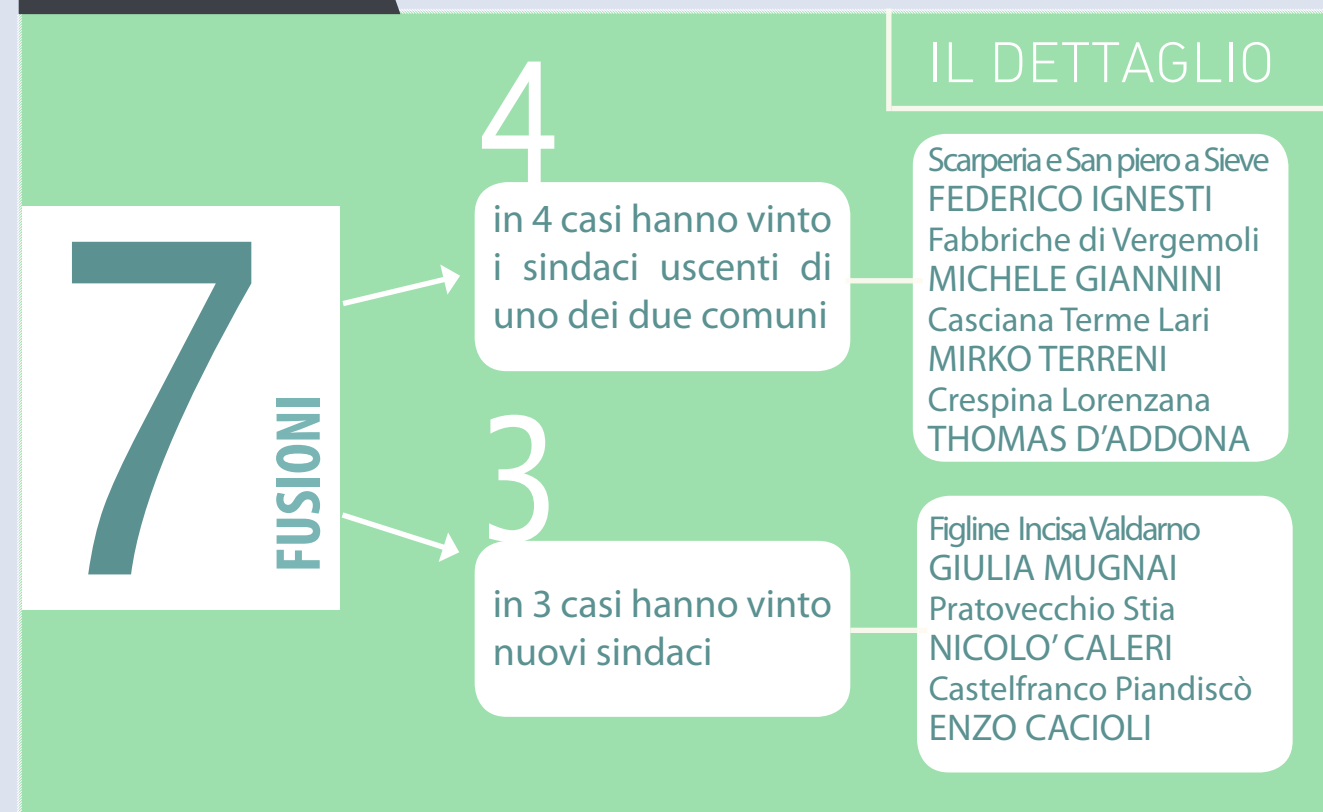 IL DETTAGLIO
7
FUSIONI
4
in 4 casi hanno vinto
i sindaci uscenti di
uno dei due comuni
Scarperia e San piero a Sieve
FEDERICO IGNESTI
Fabbriche di Vergemoli
MICHELE GIANNINI
Casciana Terme Lari
MIRKO TERRENI
Crespina Lorenzana
THOMAS D'ADDONA
3
in 3 casi hanno vinto
nuovi sindaci
Figline Incisa Valdarno
GIULIA MUGNAI
Pratovecchio Stia
NICOLO' CALERI
Castelfranco Piandiscò
ENZO CACIOLI